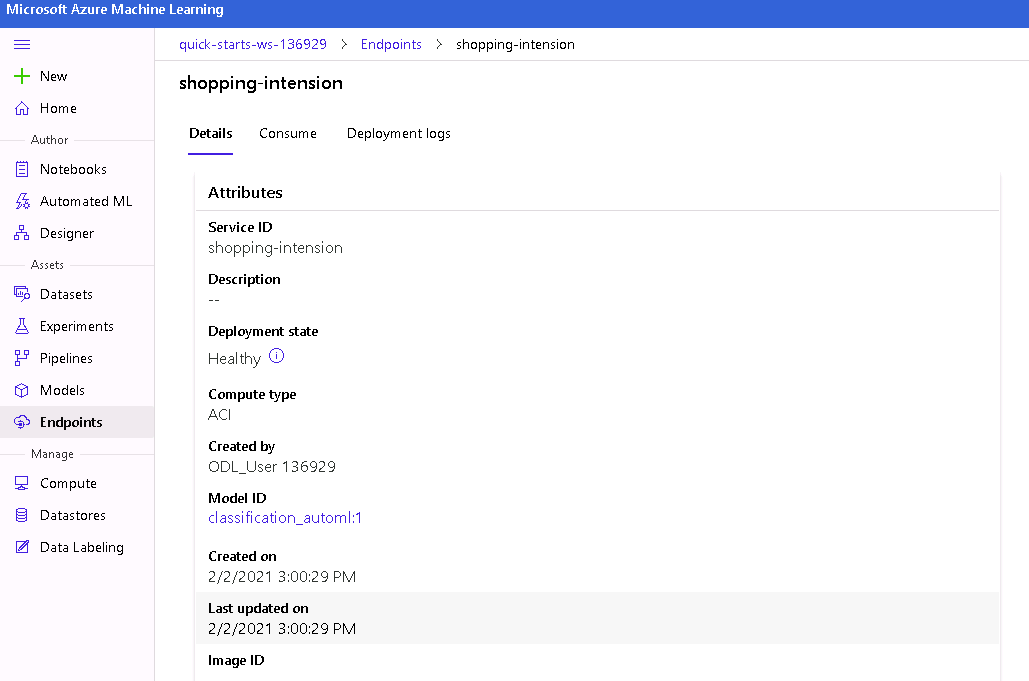 Microsoft Azure Machine Learning
New
Home
Author
Notebooks
Automated ML
Designer
Assets
Datasets
Experiments
Pipelines
Models
Endpoints
Manage
Compute
Datastores
Data Labeling
quick-starts-ws-136929 > Endpoints > shopping-intension
shopping-intension
Details Consume Deployment logs
Attributes
Service ID
shopping-intension
Description
--
Deployment state
Healthy
Compute type
ACI
Created by
ODL_User 136929
Model ID
classification_automl:1
Created on
2/2/2021 3:00:29 PM
Last updated on
2/2/2021 3:00:29 PM
Image ID